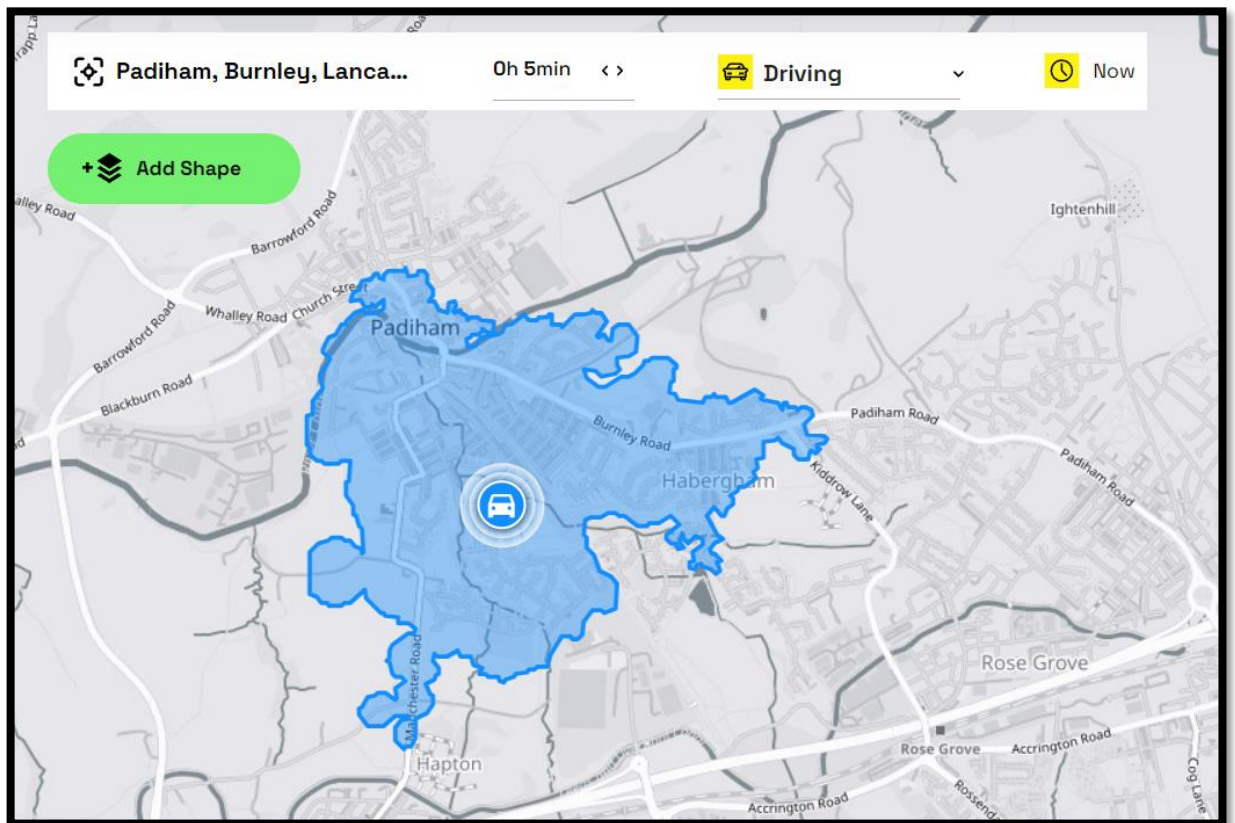 Padiham, Burnley, Lanca...
0h 5min
Driving
Now
Add Shape
alley Road
Barrowford Road
Ightenhill
Whalley Road
Church Street
Barrowford Road
Padiham
Blackburn Road
Burnley Road
Padiham Road
Padiham Road
Habergham
Kiddrow Lane
Manchester Road
Rose Grove
Hapton
Rose Grove
Accrington Road
Accrington Road
Cog Lane